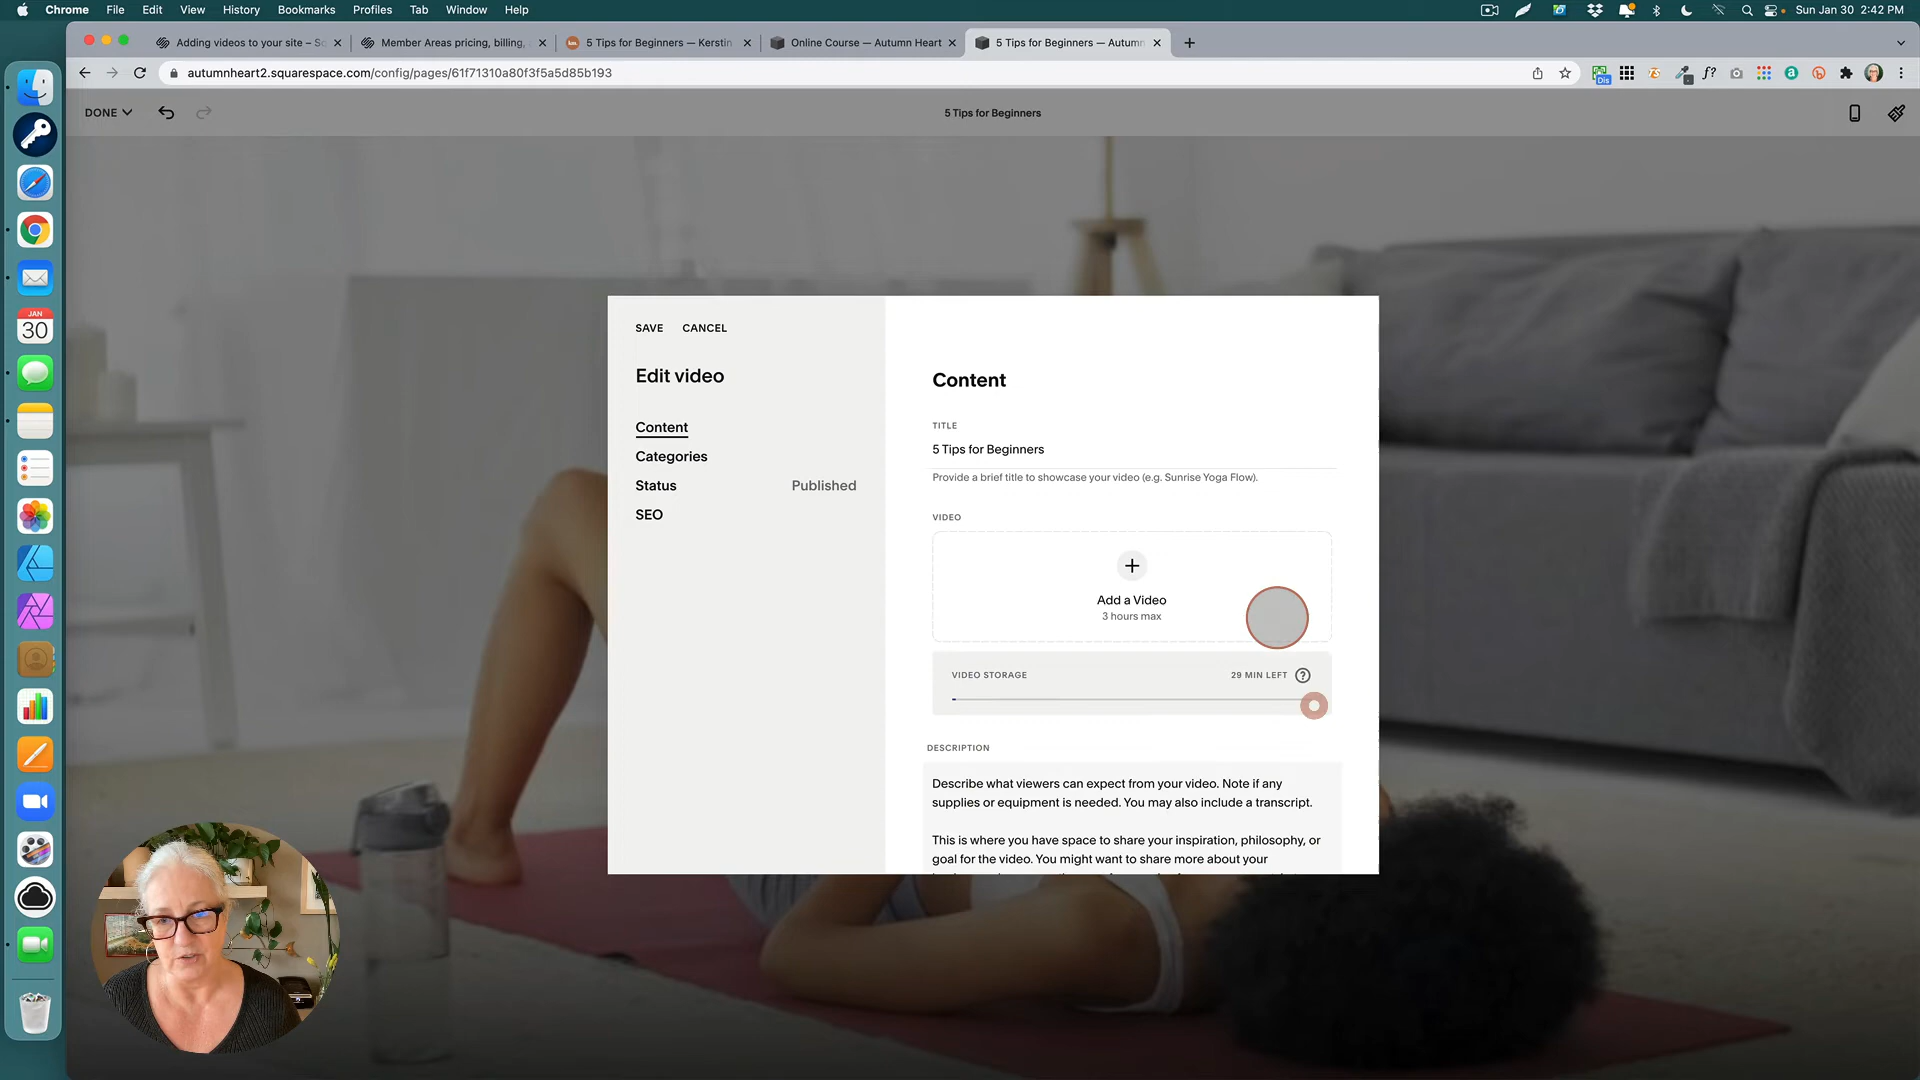 Chrome File Edit View History Bookmarks Profiles Tab Window Help
Sun Jan 30 2:42 PM
Adding videos to your site – Sq
Member Areas pricing, billing,
5 Tips for Beginners — Kerstin
Online Course — Autumn Heart
5 Tips for Beginners — Autumn
autumnheart2.squarespace.com/config/pages/61f71310a80f3f5a5d85b193
Dis
f?
DONE
5 Tips for Beginners
JAN
30
SAVE CANCEL
Edit video
Content
Categories
Status Published
SEO
Content
TITLE
5 Tips for Beginners
Provide a brief title to showcase your video (e.g. Sunrise Yoga Flow).
VIDEO
Add a Video
3 hours max
VIDEO STORAGE 29 MIN LEFT ?
DESCRIPTION
Describe what viewers can expect from your video. Note if any
supplies or equipment is needed. You may also include a transcript.
This is where you have space to share your inspiration, philosophy, or
goal for the video. You might want to share more about your